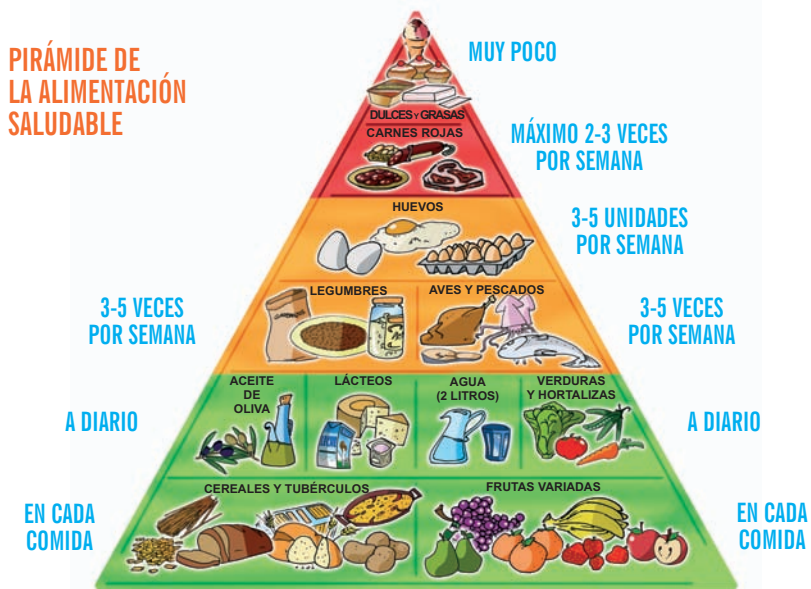 PIRÁMIDE DE
LA ALIMENTACIÓN
SALUDABLE
MUY POCO
DULCES Y GRASAS
CARNES ROJAS
MÁXIMO 2-3 VECES
POR SEMANA
HUEVOS
3-5 UNIDADES
POR SEMANA
3-5 VECES
POR SEMANA
LEGUMBRES
AVES Y PESCADOS
3-5 VECES
POR SEMANA
A DIARIO
ACEITE
DE
OLIVA
LÁCTEOS
AGUA
(2 LITROS)
VERDURAS
Y HORTALIZAS
A DIARIO
EN CADA
COMIDA
CEREALES Y TUBÉRCULOS
FRUTAS VARIADAS
EN CADA
COMIDA